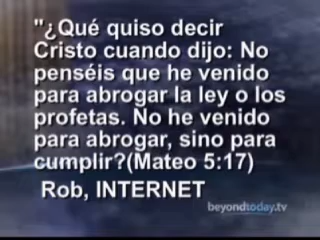 "¿Qué quiso decir
Cristo cuando dijo: No
penséis que he venido
para abrogar la ley o los
profetas. No he venido
para abrogar, sino para
cumplir?(Mateo 5:17)
Rob, INTERNET
beyondtoday.tv